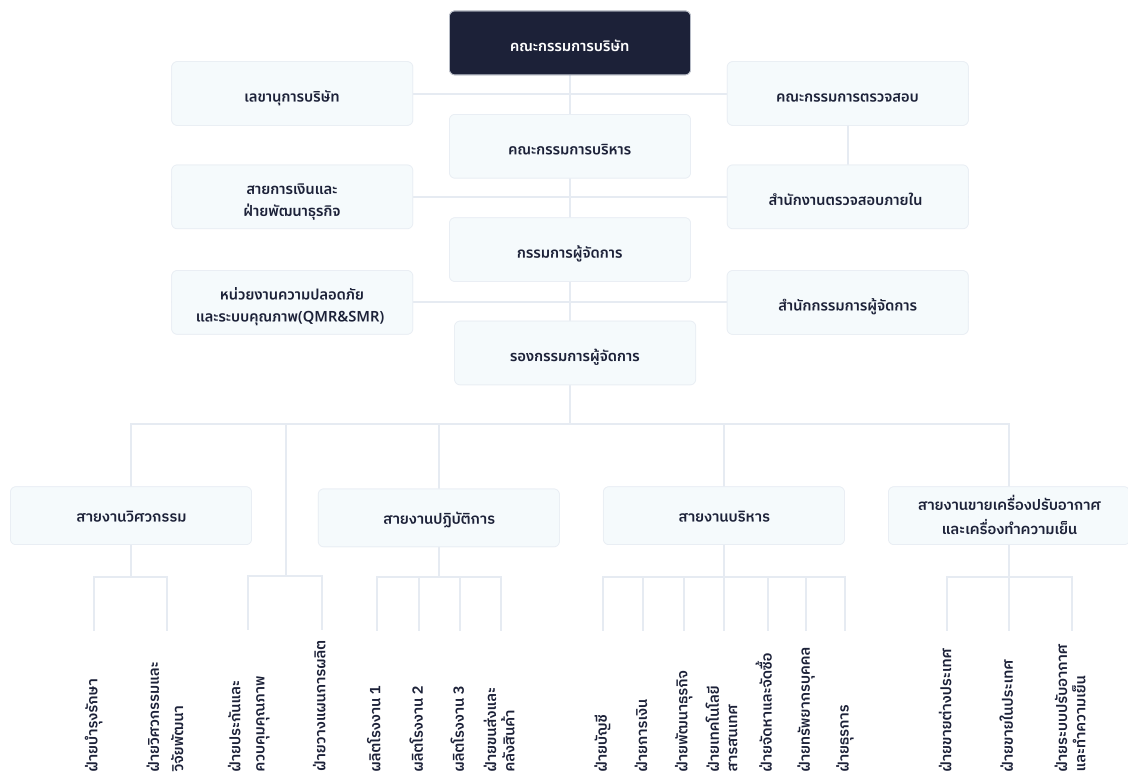 คณะกรรมการบริษัท
เลขานุการบริษัท
คณะกรรมการตรวจสอบ
คณะกรรมการบริหาร
สายการเงินและ
ฝ่ายพัฒนาธุรกิจ
สำนักงานตรวจสอบภายใน
กรรมการผู้จัดการ
หน่วยงานความปลอดภัย
และระบบคุณภาพ(QMR&SMR)
สำนักกรรมการผู้จัดการ
รองกรรมการผู้จัดการ
สายงานวิศวกรรม
สายงานปฏิบัติการ
สายงานบริหาร
สายงานขายเครื่องปรับอากาศ
และเครื่องทำความเย็น
ฝ่ายบำรุงรักษา
ฝ่ายวิศวกรรมและ
วิจัยพัฒนา
ฝ่ายประกันและ
ควบคุมคุณภาพ
ฝ่ายวางแผนการผลิต
ผลิตโรงงาน 1
ผลิตโรงงาน 2
ผลิตโรงงาน 3
ฝ่ายขนส่งและ
คลังสินค้า
ฝ่ายบัญชี
ฝ่ายการเงิน
ฝ่ายพัฒนาธุรกิจ
ฝ่ายเทคโนโลยี
สารสนเทศ
ฝ่ายจัดหาและจัดซื้อ
ฝ่ายทรัพยากรบุคคล
ฝ่ายธุรการ
ฝ่ายขายต่างประเทศ
ฝ่ายขายในประเทศ
ฝ่ายระบบปรับอากาศ
และทำความเย็น